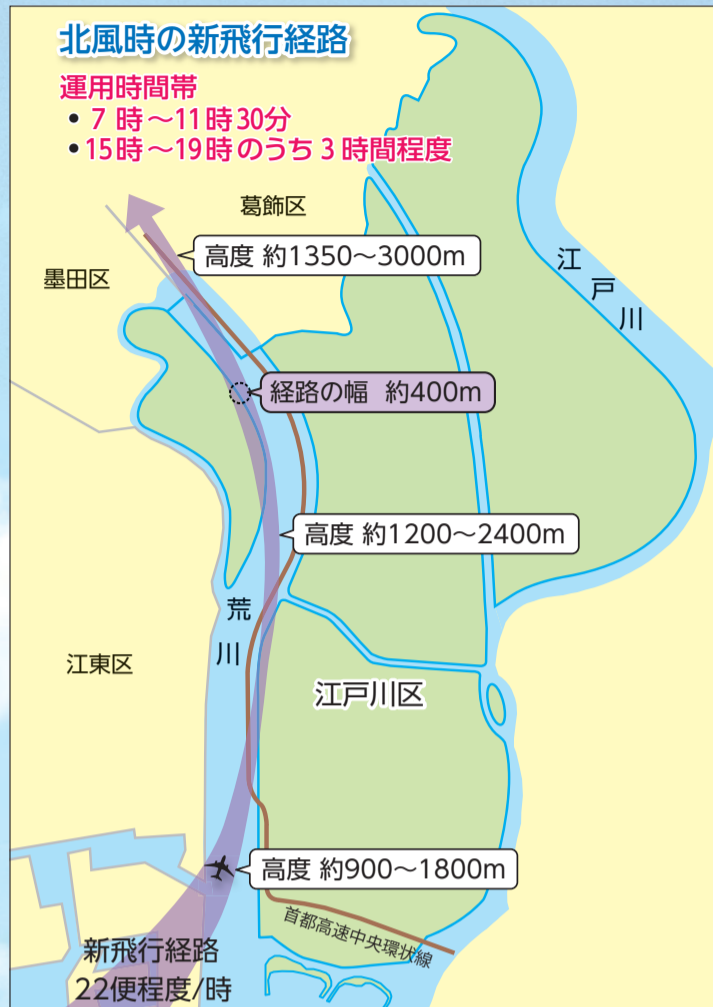 北風時の新飛行経路
運用時間帯
• 7時～11時30分
• 15時～19時のうち3時間程度
葛飾区
高度 約1350～3000m
江戸川
墨田区
経路の幅 約400m
高度 約1200～2400m
荒川
江東区
江戸川区
高度 約900～1800m
首都高速中央環状線
新飛行経路
22便程度/時